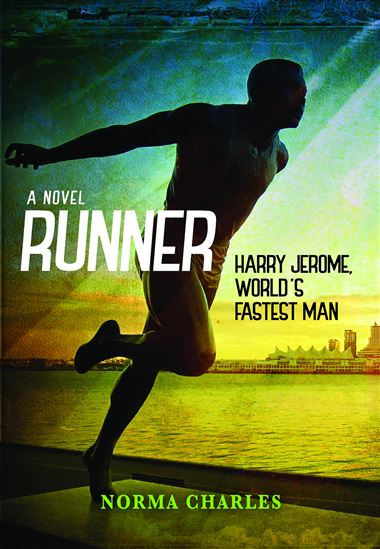 A NOVEL
RUNNER
HARRY JEROME,
WORLD'S
FASTEST MAN
NORMA CHARLES